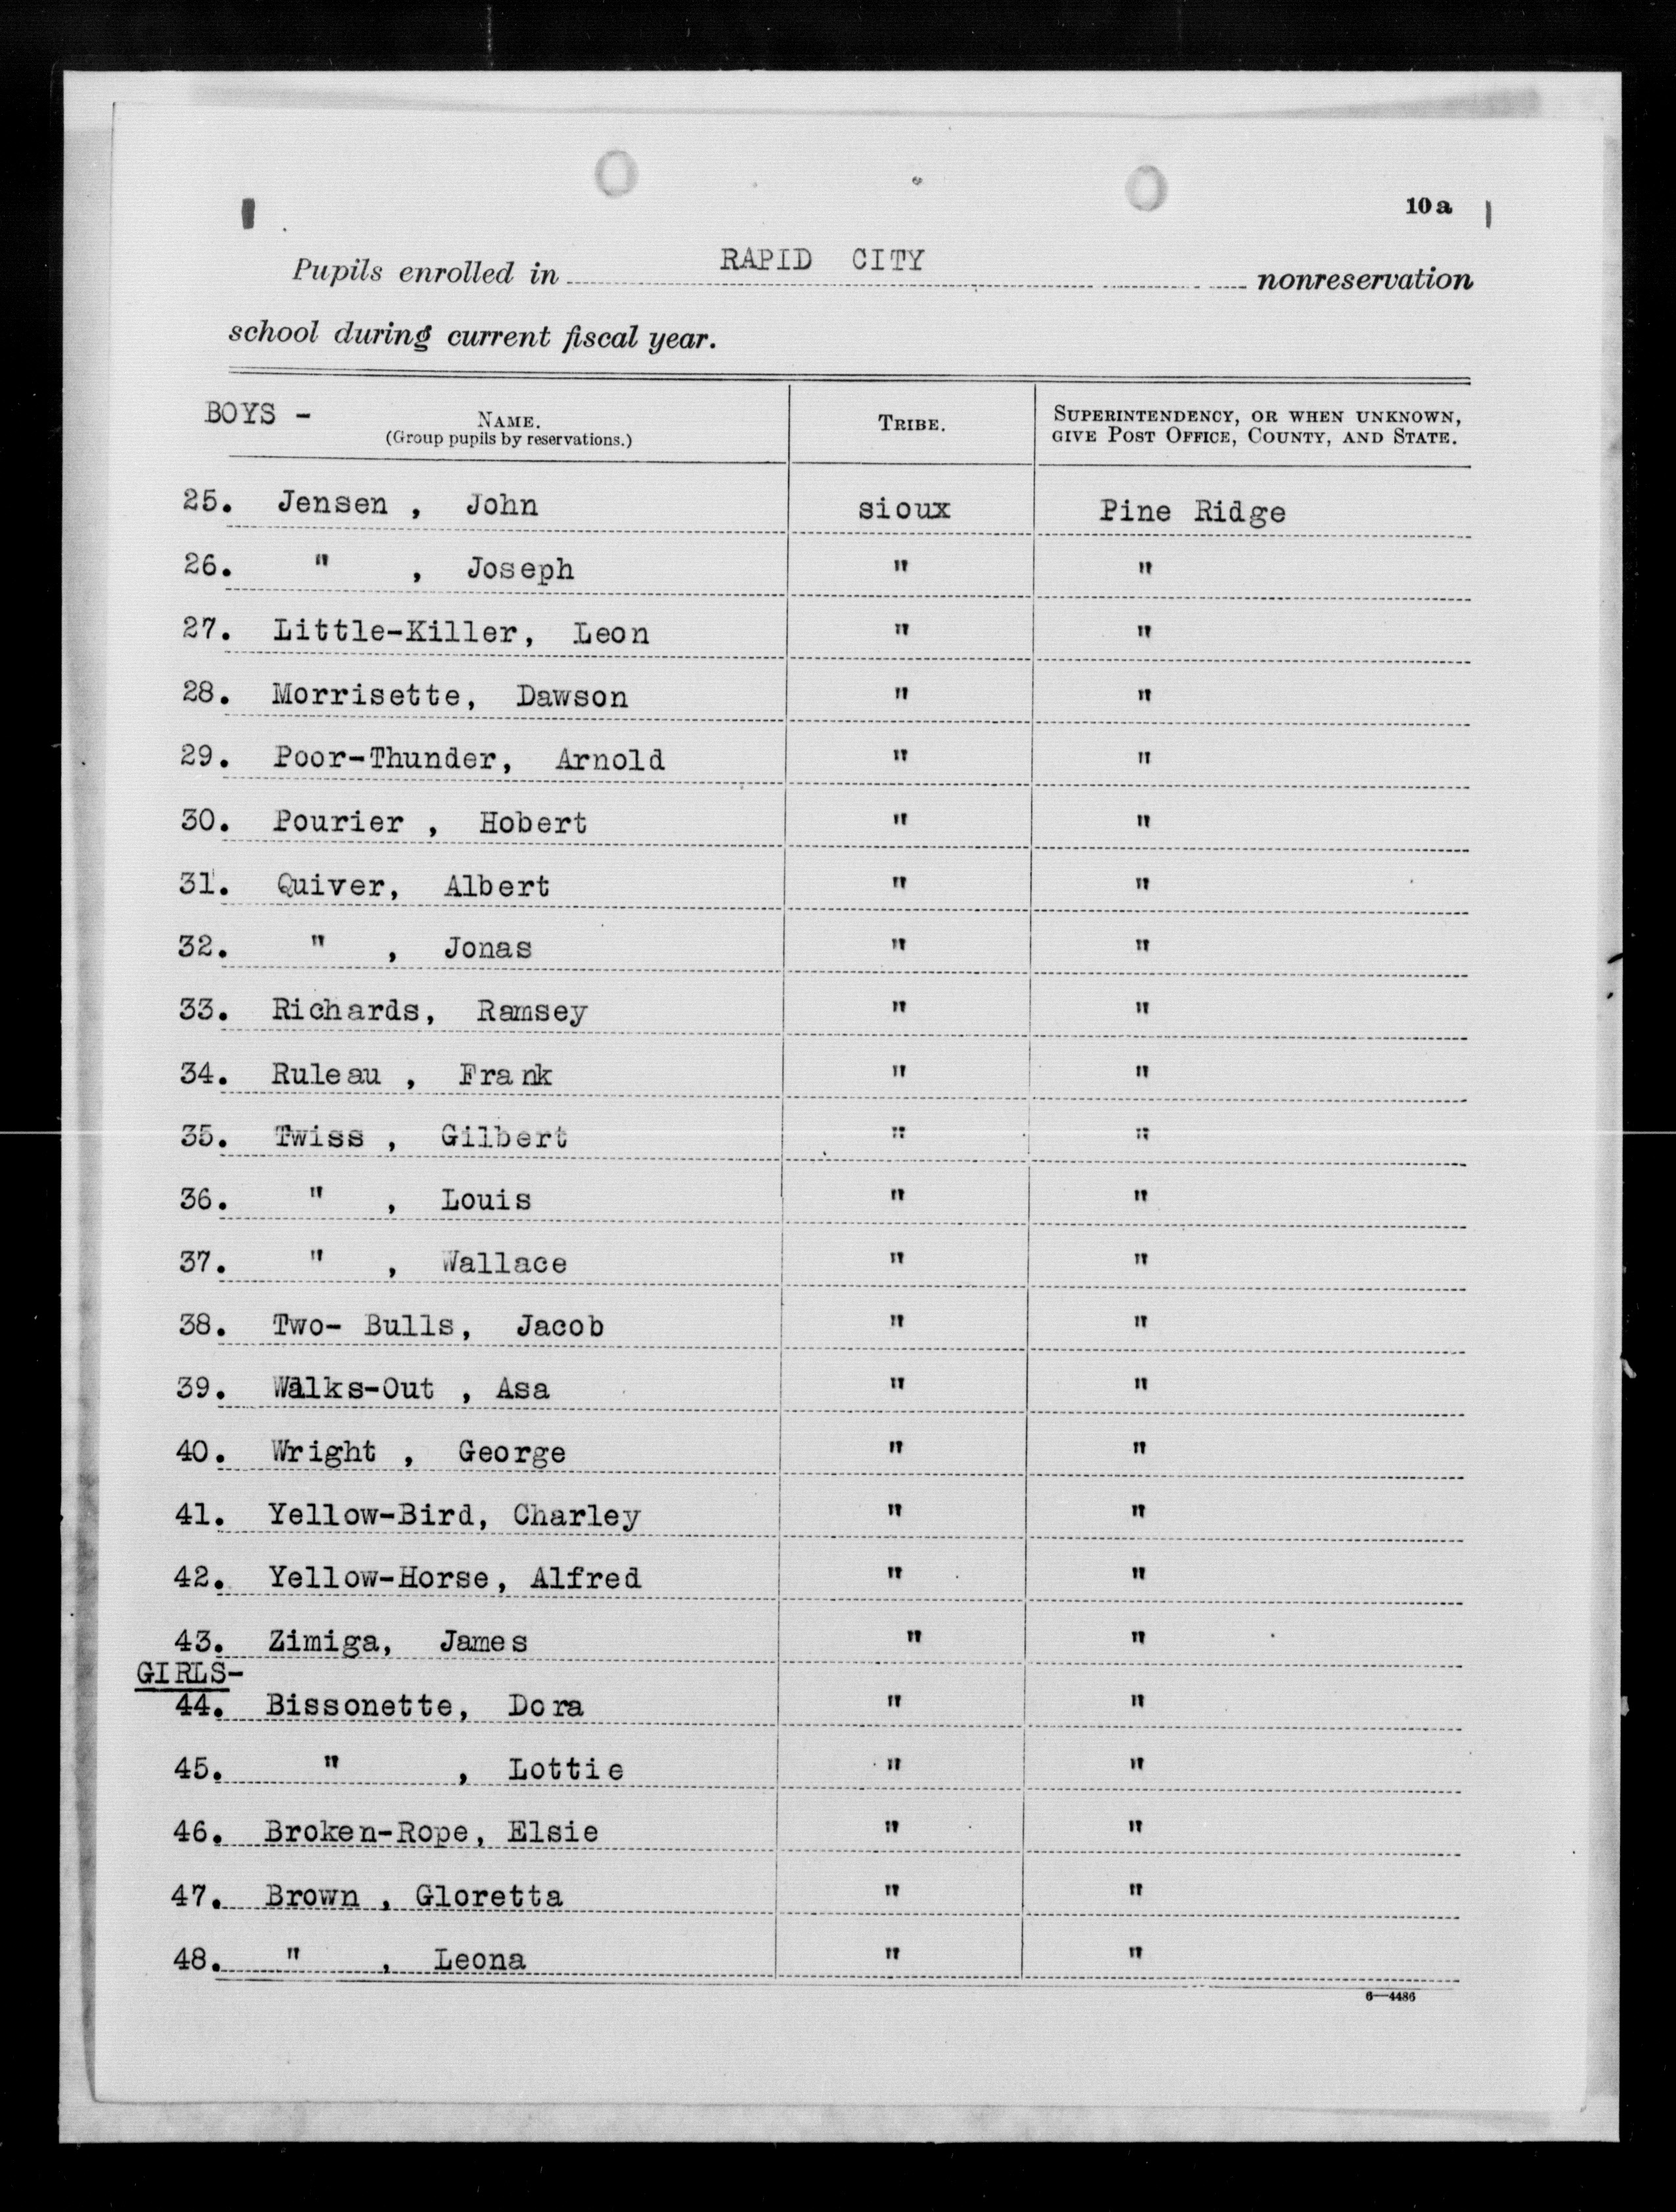 10a
Pupils enrolled in RAPID CITY nonreservation
school during current fiscal year.
BOYS - NAME. TRIBE. SUPERINTENDENCY, OR WHEN UNKNOWN,
(Group pupils by reservations.) GIVE POST OFFICE, COUNTY, AND STATE.
25. Jensen , John sioux Pine Ridge
26. " , Joseph " "
27. Little-Killer, Leon " "
28. Morrisette, Dawson " "
29. Poor-Thunder, Arnold " "
30. Pourier , Hobert " "
31. Quiver, Albert " "
32. " , Jonas " "
33. Richards, Ramsey " "
34. Ruleau , Frank " "
35. Twiss , Gilbert " "
36. " , Louis " "
37. " , Wallace " "
38. Two- Bulls, Jacob " "
39. Walks-Out , Asa " "
40. Wright , George " "
41. Yellow-Bird, Charley " "
42. Yellow-Horse, Alfred " "
43. Zimiga, James " "
GIRLS-
44. Bissonette, Dora " "
45. " , Lottie " "
46. Broken-Rope, Elsie " "
47. Brown , Gloretta " "
48. " , Leona " "
6—4486